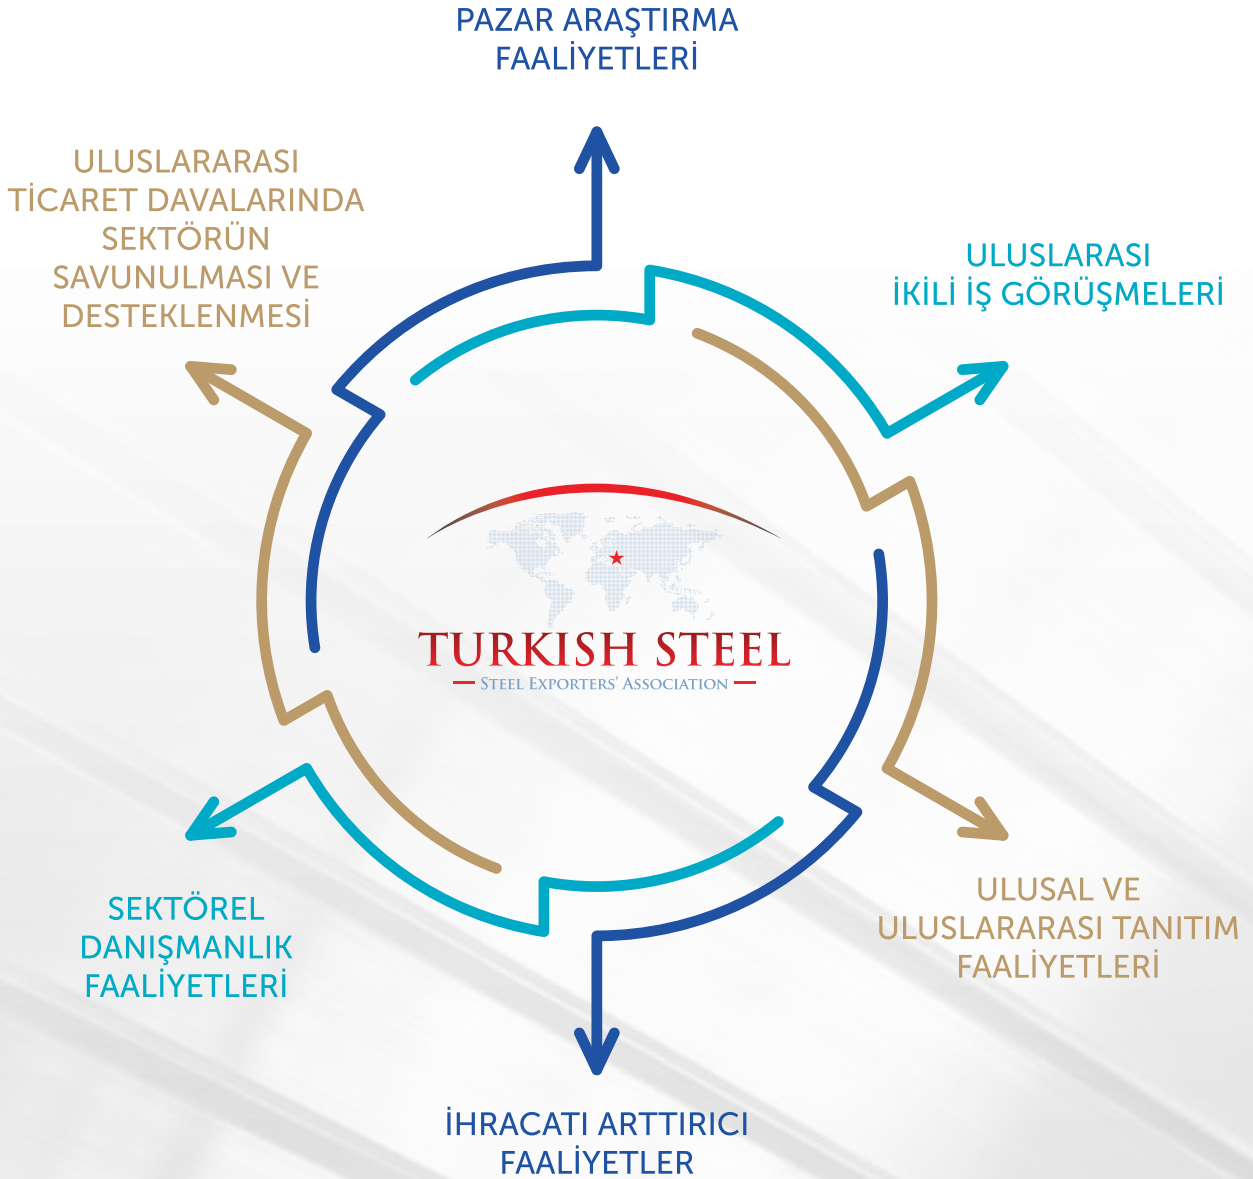 PAZAR ARAŞTIRMA
FAALİYETLERİ
ULUSLARARASI
TİCARET DAVALARINDA
SEKTÖRÜN
SAVUNULMASI VE
DESTEKLENMESİ
ULUSLARASI
İKİLİ İŞ GÖRÜŞMELERİ
TURKISH STEEL
STEEL EXPORTERS' ASSOCIATION
SEKTÖREL
DANIŞMANLIK
FAALİYETLERİ
ULUSAL VE
ULUSLARARASI TANITIM
FAALİYETLERİ
İHRACATI ARTTIRICI
FAALİYETLER